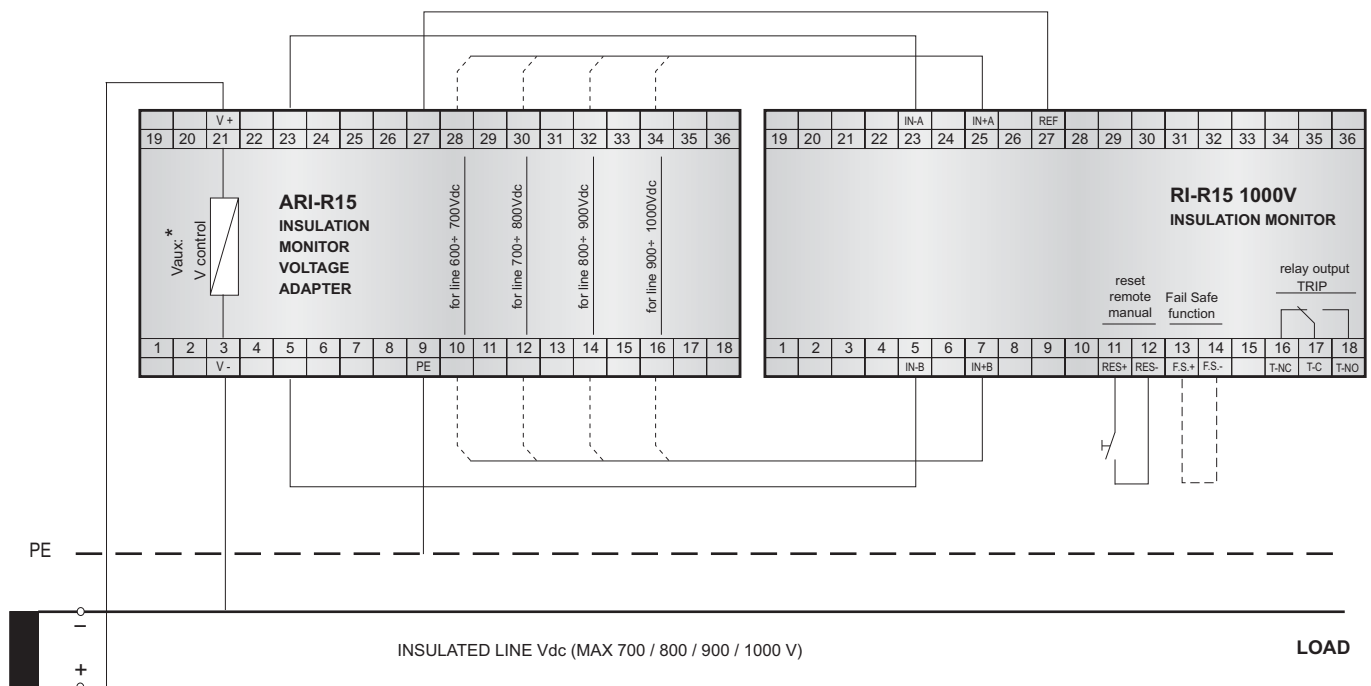 V + IN-A IN+A REF
19 20 21 22 23 24 25 26 27 28 29 30 31 32 33 34 35 36 19 20 21 22 23 24 25 26 27 28 29 30 31 32 33 34 35 36
Vaux: *
V control
ARI-R15
INSULATION
MONITOR
VOLTAGE
ADAPTER
for line 600÷ 700Vdc
for line 700÷ 800Vdc
for line 800÷ 900Vdc
for line 900÷ 1000Vdc
RI-R15 1000V
INSULATION MONITOR
reset
remote
manual
Fail Safe
function
relay output
TRIP
1 2 3 4 5 6 7 8 9 10 11 12 13 14 15 16 17 18 1 2 3 4 5 6 7 8 9 10 11 12 13 14 15 16 17 18
V - PE IN-B IN+B RES+ RES- F.S.+ F.S.- T-NC T-C T-NO
PE
–
INSULATED LINE Vdc (MAX 700 / 800 / 900 / 1000 V) LOAD
+